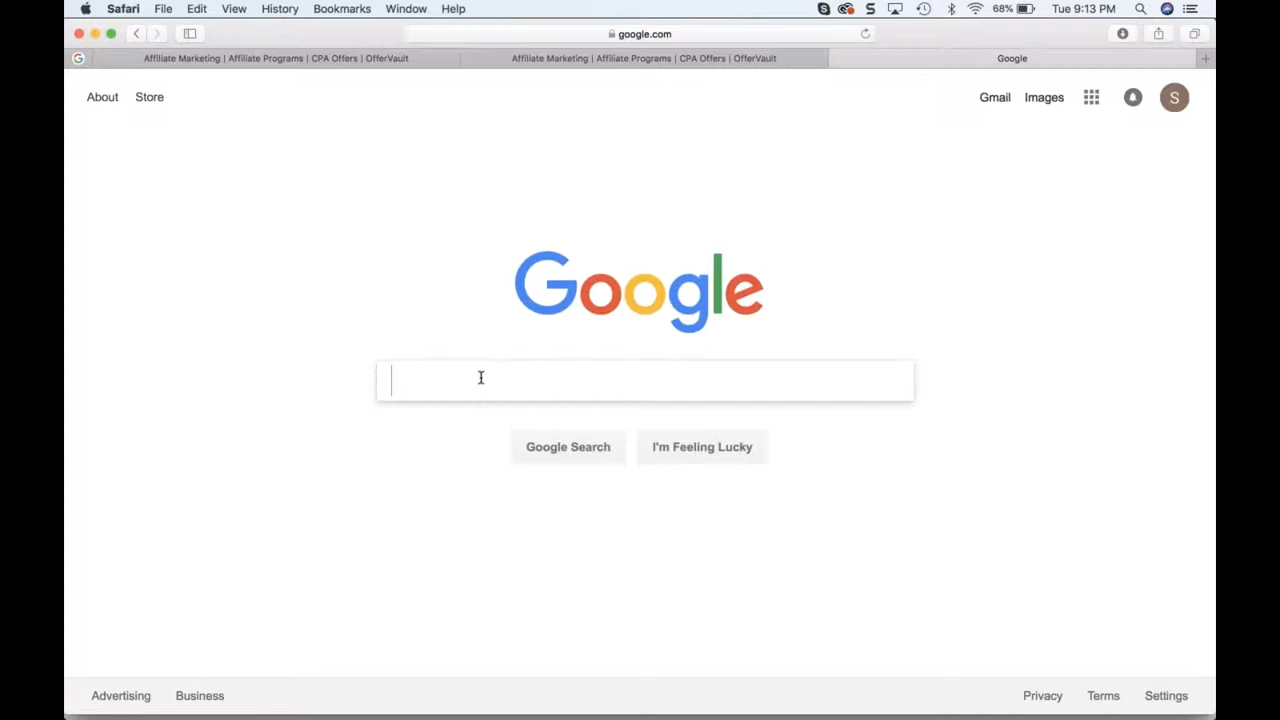 Safari File Edit View History Bookmarks Window Help 68% Tue 9:13 PM
google.com
Affiliate Marketing | Affiliate Programs | CPA Offers | OfferVault Affiliate Marketing | Affiliate Programs | CPA Offers | OfferVault Google
About Store Gmail Images S
Google
Google Search I'm Feeling Lucky
Advertising Business Privacy Terms Settings